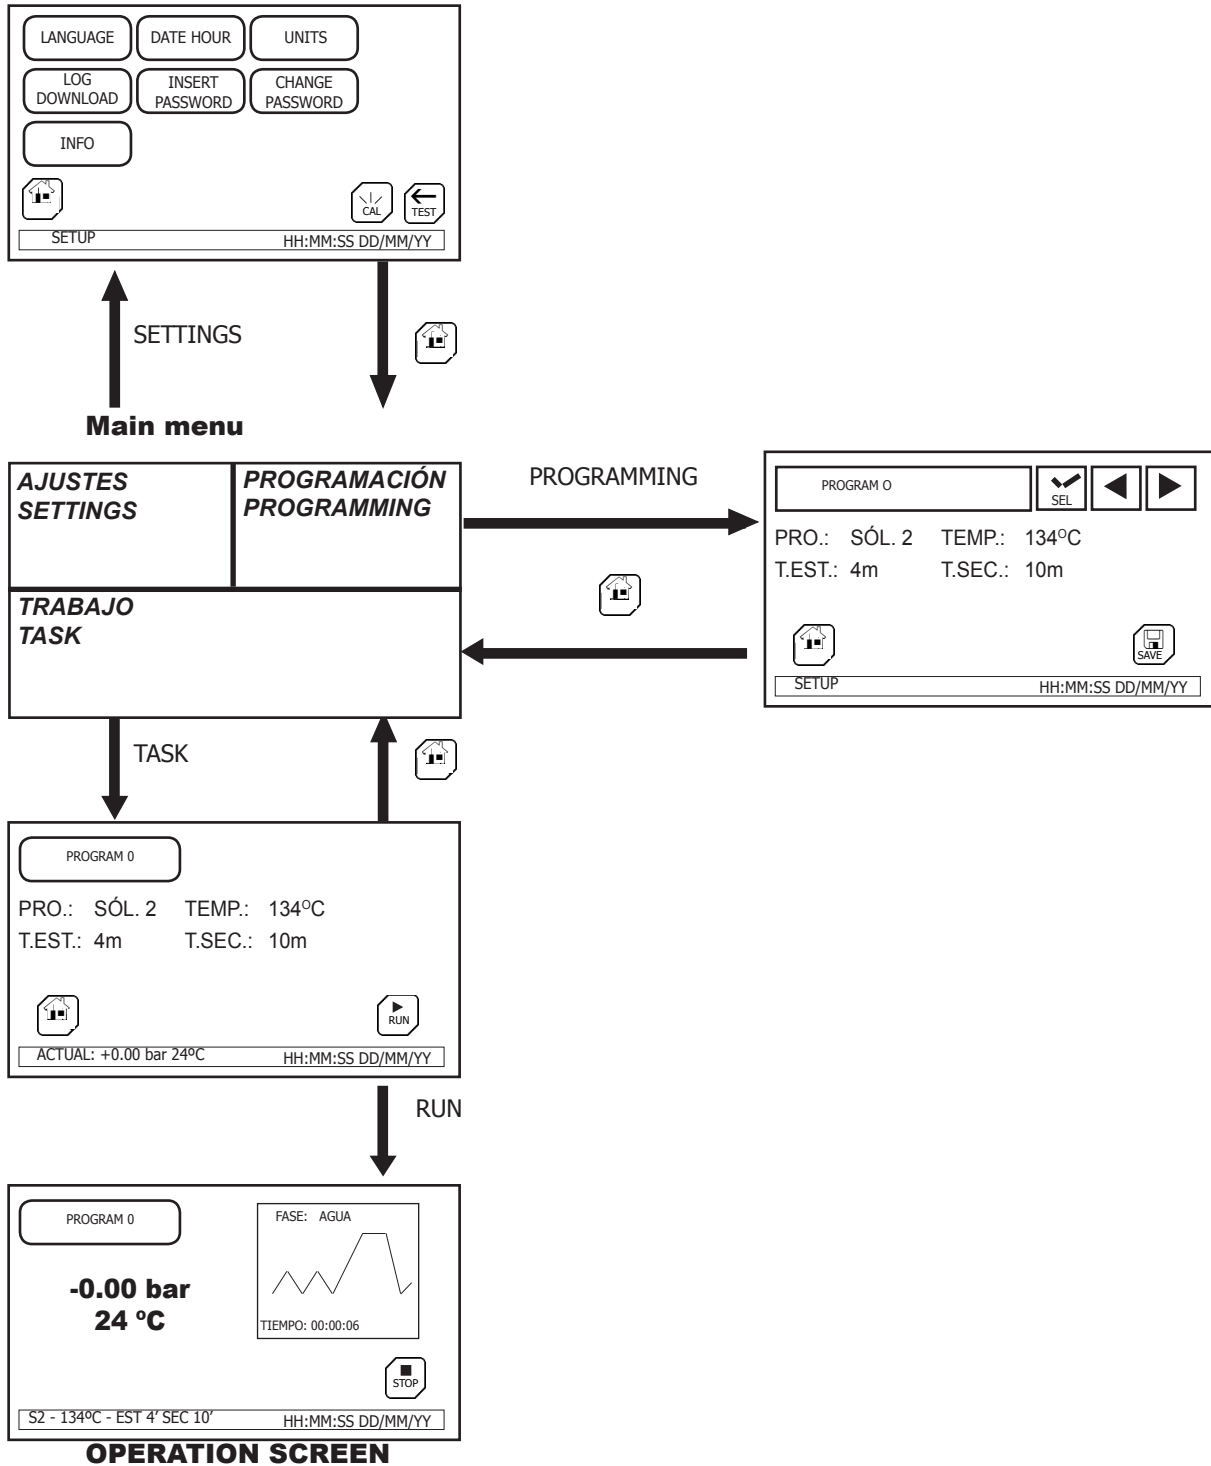 LANGUAGE DATE HOUR UNITS
LOG DOWNLOAD
INSERT PASSWORD
CHANGE PASSWORD
INFO
CAL
TEST
SETUP HH:MM:SS DD/MM/YY
SETTINGS
Main menu
AJUSTES
SETTINGS
PROGRAMACIÓN
PROGRAMMING
TRABAJO
TASK
PROGRAMMING
PROGRAM O
SEL
PRO.: SÓL. 2 TEMP.: 134ºC
T.EST.: 4m T.SEC.: 10m
SAVE
SETUP HH:MM:SS DD/MM/YY
TASK
PROGRAM 0
PRO.: SÓL. 2 TEMP.: 134ºC
T.EST.: 4m T.SEC.: 10m
RUN
ACTUAL: +0.00 bar 24ºC HH:MM:SS DD/MM/YY
RUN
PROGRAM 0
FASE: AGUA
-0.00 bar
24 ºC
TIEMPO: 00:00:06
STOP
S2 - 134ºC - EST 4’ SEC 10’ HH:MM:SS DD/MM/YY
OPERATION SCREEN